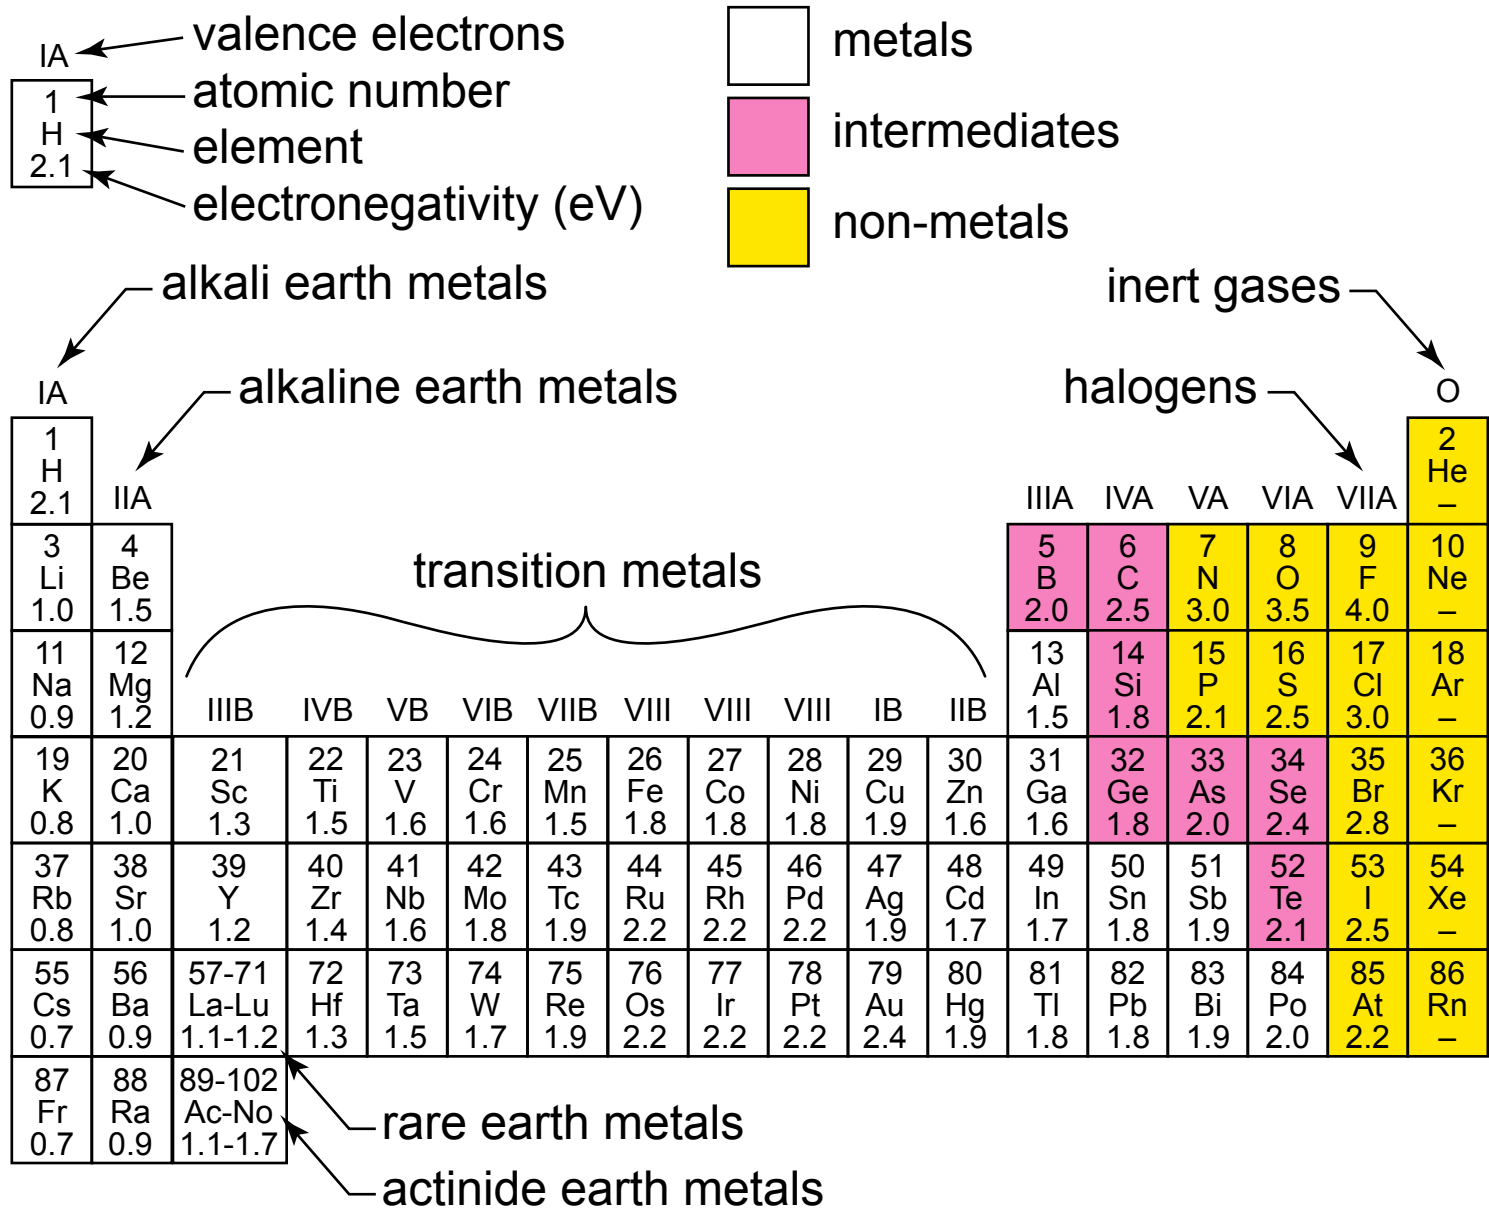 IA
valence electrons
1
atomic number
H
element
2.1
electronegativity (eV)
metals
intermediates
non-metals
alkali earth metals
inert gases
alkaline earth metals
halogens
IA
O
1
H
2.1
IIA
IIIA IVA VA VIA VIIA
2
He
–
3 4 5 6 7 8 9 10
Li Be B C N O F Ne
1.0 1.5 2.0 2.5 3.0 3.5 4.0 –
transition metals
11 12 13 14 15 16 17 18
Na Mg Al Si P S Cl Ar
0.9 1.2 1.5 1.8 2.1 2.5 3.0 –
IIIB IVB VB VIB VIIB VIII VIII VIII IB IIB
19 20 21 22 23 24 25 26 27 28 29 30 31 32 33 34 35 36
K Ca Sc Ti V Cr Mn Fe Co Ni Cu Zn Ga Ge As Se Br Kr
0.8 1.0 1.3 1.5 1.6 1.6 1.5 1.8 1.8 1.8 1.9 1.6 1.6 1.8 2.0 2.4 2.8 –
37 38 39 40 41 42 43 44 45 46 47 48 49 50 51 52 53 54
Rb Sr Y Zr Nb Mo Tc Ru Rh Pd Ag Cd In Sn Sb Te I Xe
0.8 1.0 1.2 1.4 1.6 1.8 1.9 2.2 2.2 2.2 1.9 1.7 1.7 1.8 1.9 2.1 2.5 –
55 56 57-71 72 73 74 75 76 77 78 79 80 81 82 83 84 85 86
Cs Ba La-Lu Hf Ta W Re Os Ir Pt Au Hg Tl Pb Bi Po At Rn
0.7 0.9 1.1-1.2 1.3 1.5 1.7 1.9 2.2 2.2 2.2 2.4 1.9 1.8 1.8 1.9 2.0 2.2 –
87 88 89-102
Fr Ra Ac-No
0.7 0.9 1.1-1.7
rare earth metals
actinide earth metals